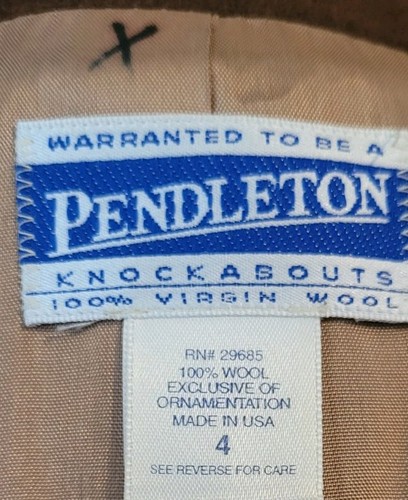 X
WARRANTED TO BE A
PENDLETON
KNOCKABOUTS
100% VIRGIN WOOL
RN# 29685
100% WOOL
EXCLUSIVE OF
ORNAMENTATION
MADE IN USA
4
SEE REVERSE FOR CARE